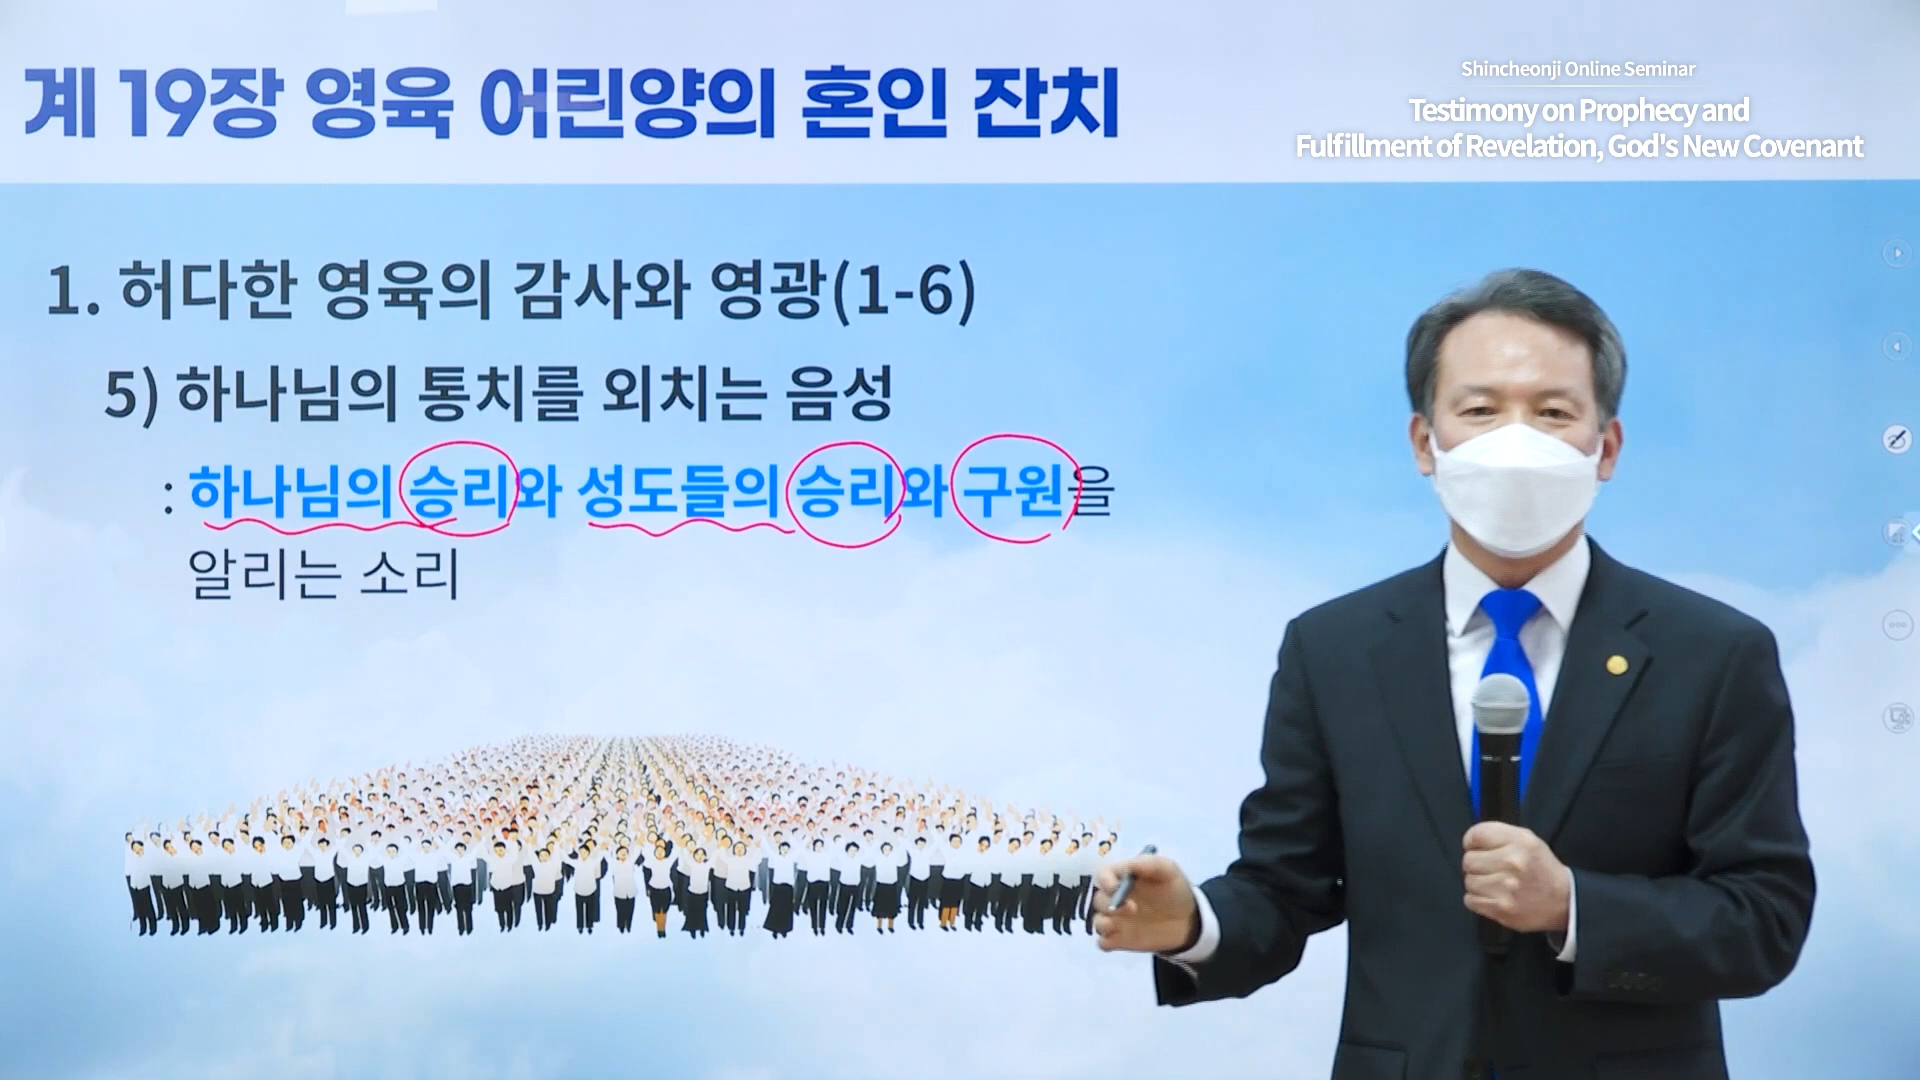 계 19장 영육 어린양의 혼인 잔치
Shincheonji Online Seminar
Testimony on Prophecy and
Fulfillment of Revelation, God's New Covenant
1. 허다한 영육의 감사와 영광(1-6)
5) 하나님의 통치를 외치는 음성
: 하나님의 승리와 성도들의 승리와 구원을
알리는 소리